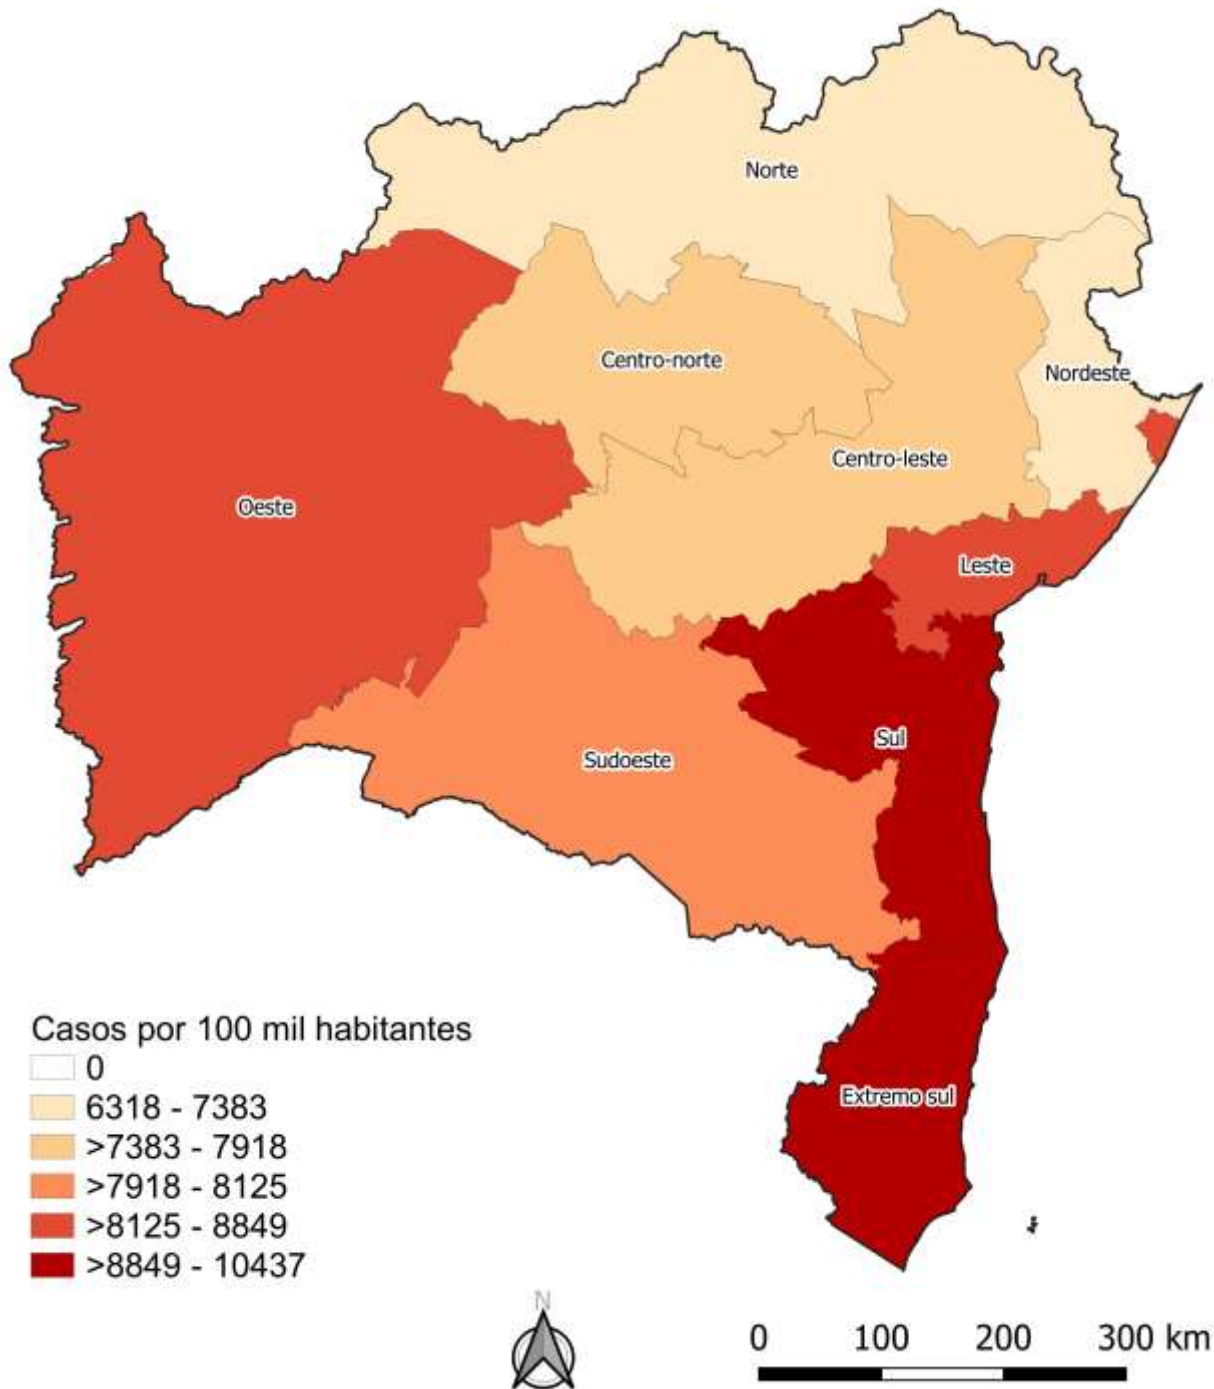 Norte
Centro-norte
Nordeste
Centro-leste
Oeste
Leste
Sul
Sudoeste
Extremo sul
Casos por 100 mil habitantes
0
6318 - 7383
>7383 - 7918
>7918 - 8125
>8125 - 8849
>8849 - 10437
N
0 100 200 300 km